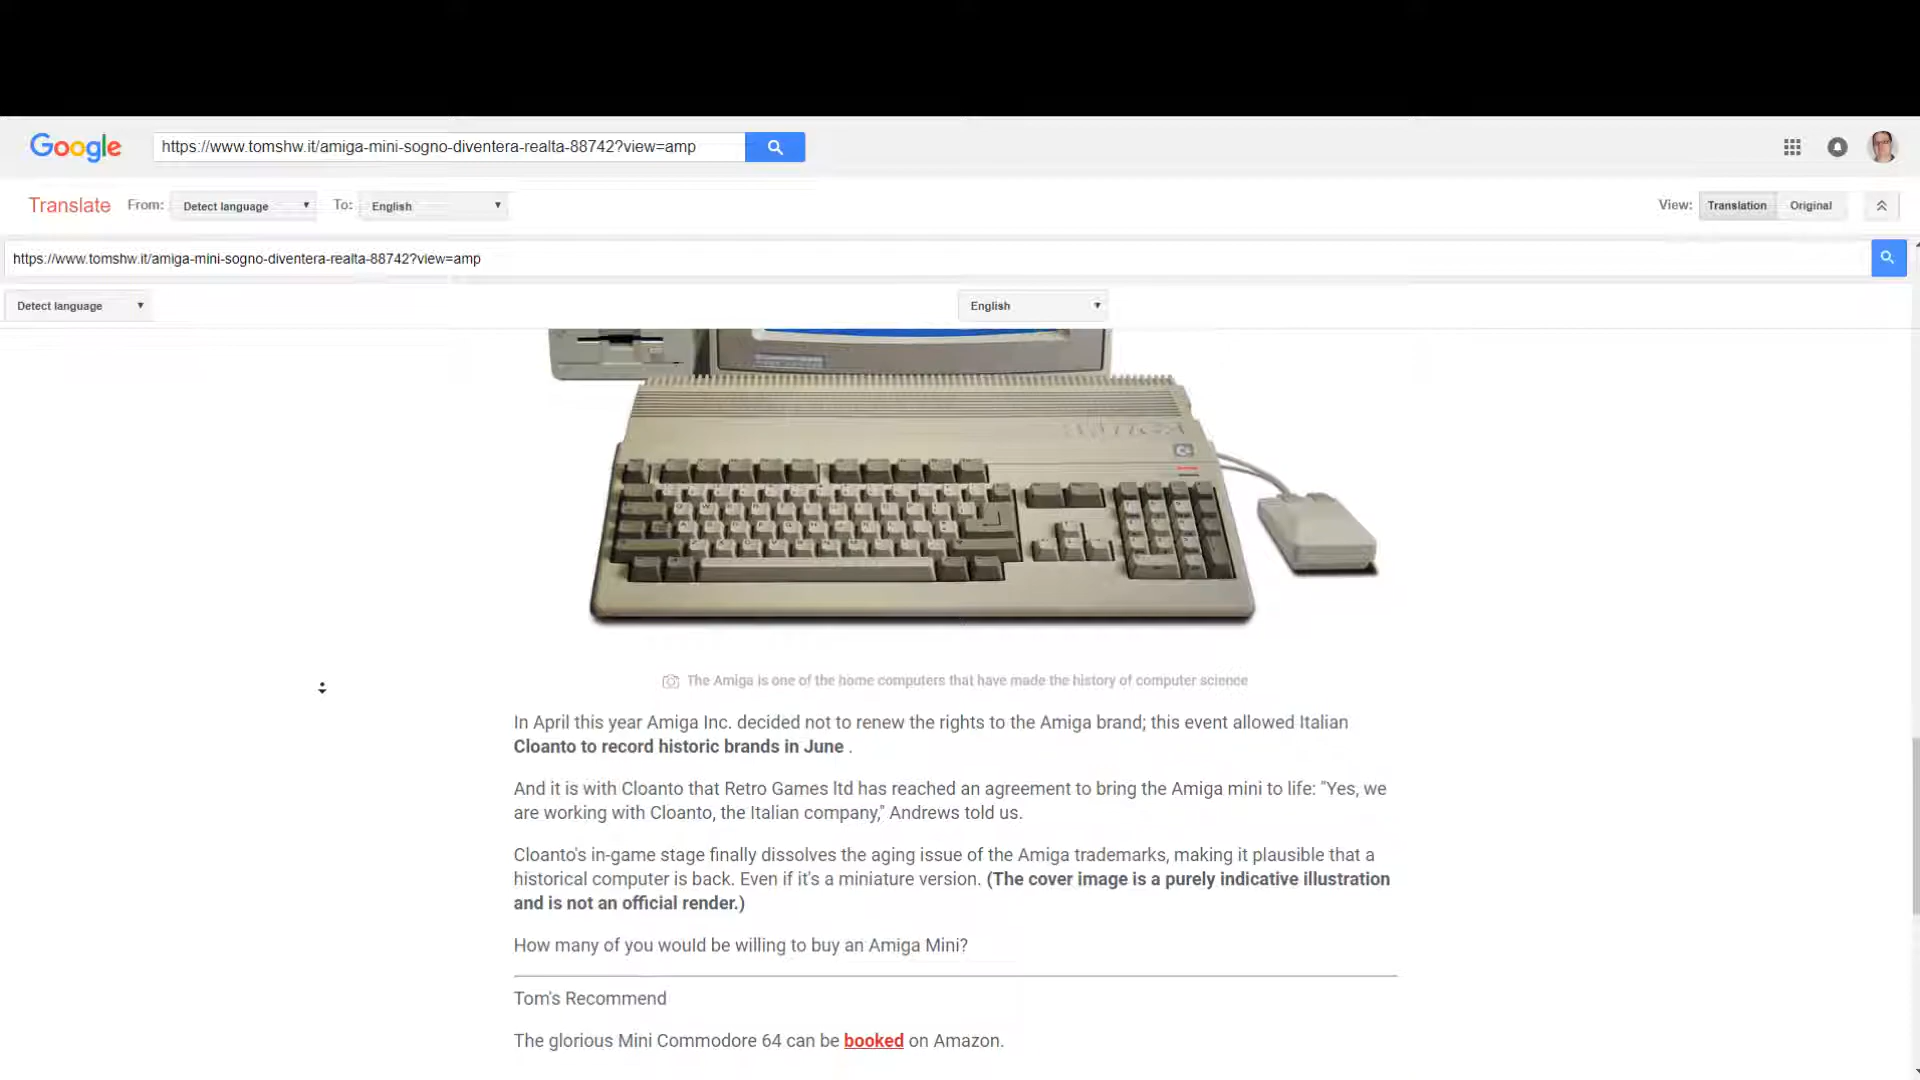 Google
https://www.tomshw.it/amiga-mini-sogno-diventera-realta-88742?view=amp
Translate From: Detect language To: English View: Translation Original
https://www.tomshw.it/amiga-mini-sogno-diventera-realta-88742?view=amp
Detect language English
The Amiga is one of the home computers that have made the history of computer science
In April this year Amiga Inc. decided not to renew the rights to the Amiga brand; this event allowed Italian
Cloanto to record historic brands in June .
And it is with Cloanto that Retro Games ltd has reached an agreement to bring the Amiga mini to life: "Yes, we
are working with Cloanto, the Italian company," Andrews told us.
Cloanto's in-game stage finally dissolves the aging issue of the Amiga trademarks, making it plausible that a
historical computer is back. Even if it's a miniature version. (The cover image is a purely indicative illustration
and is not an official render.)
How many of you would be willing to buy an Amiga Mini?
Tom's Recommend
The glorious Mini Commodore 64 can be booked on Amazon.